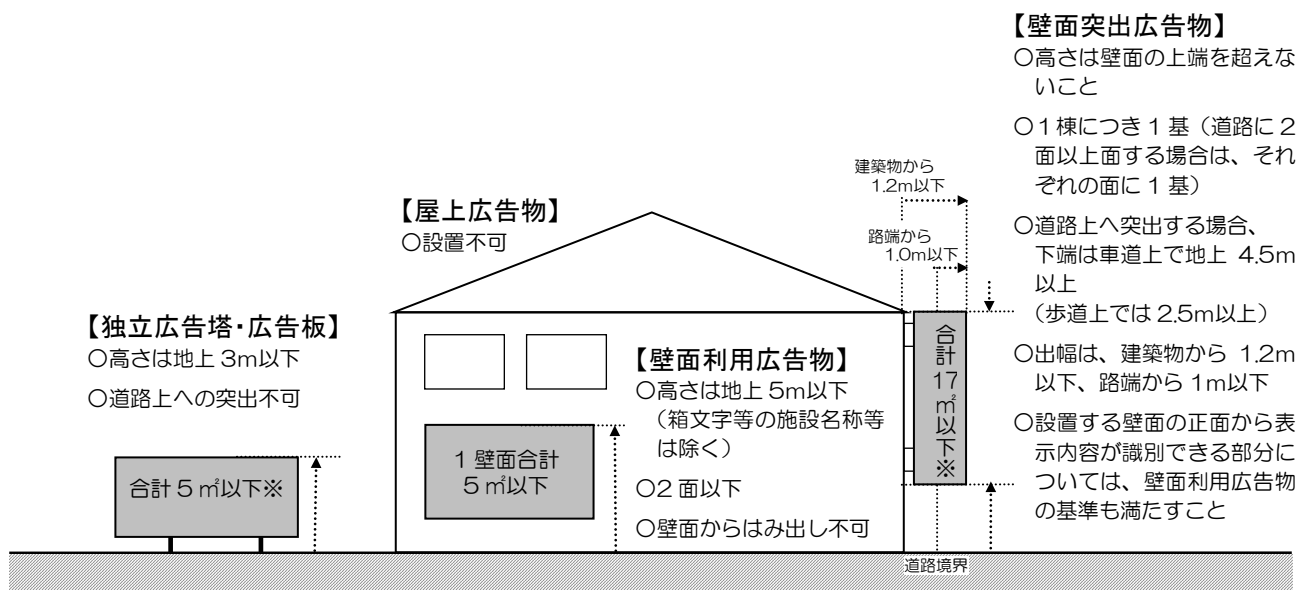 【壁面突出広告物】
○高さは壁面の上端を超えな
いこと
○1棟につき1基（道路に2
面以上面する場合は、それ
ぞれの面に1基）
○道路上へ突出する場合、
下端は車道上で地上 4.5m
以上
（歩道上では2.5m以上）
○出幅は、建築物から 1.2m
以下、路端から1m以下
○設置する壁面の正面から表
示内容が識別できる部分に
ついては、壁面利用広告物
の基準も満たすこと
建築物から
1.2m以下
路端から
1.0m以下
【屋上広告物】
○設置不可
【独立広告塔・広告板】
○高さは地上3m以下
○道路上への突出不可
合計5㎡以下※
【壁面利用広告物】
○高さは地上5m以下
（箱文字等の施設名称等
は除く）
○2面以下
○壁面からはみ出し不可
1壁面合計
5㎡以下
合計17㎡以下※
道路境界